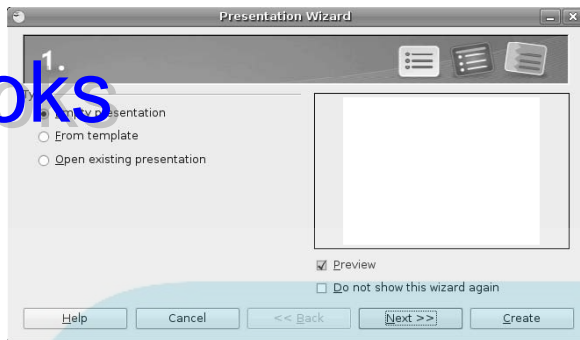 Presentation Wizard
1.
oks
Empty presentation
From template
Open existing presentation
Preview
Do not show this wizard again
Help
Cancel
<< Back
Next >>
Create